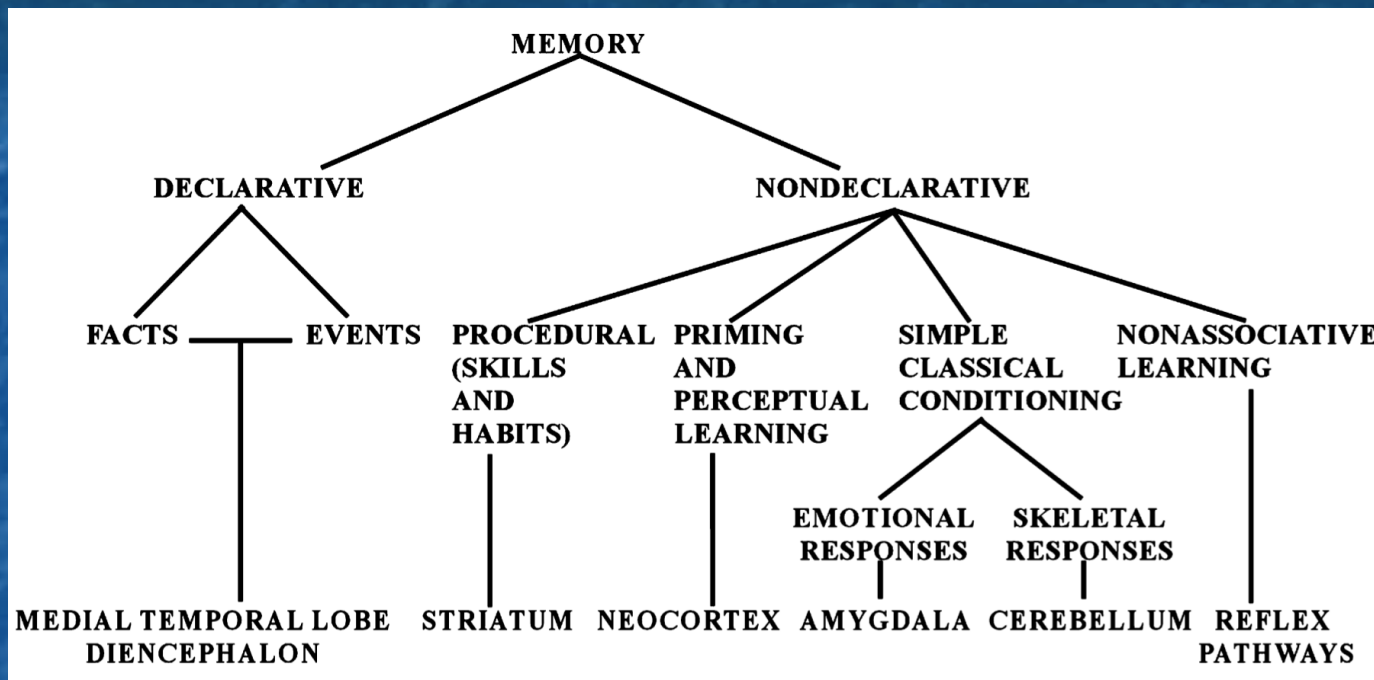 MEMORY
DECLARATIVE
NONDECLARATIVE
FACTS
EVENTS
PROCEDURAL
(SKILLS
AND
HABITS)
PRIMING
AND
PERCEPTUAL
LEARNING
SIMPLE
CLASSICAL
CONDITIONING
NONASSOCIATIVE
LEARNING
EMOTIONAL
RESPONSES
SKELETAL
RESPONSES
MEDIAL TEMPORAL LOBE
DIENCEPHALON
STRIATUM
NEOCORTEX
AMYGDALA
CEREBELLUM
REFLEX
PATHWAYS